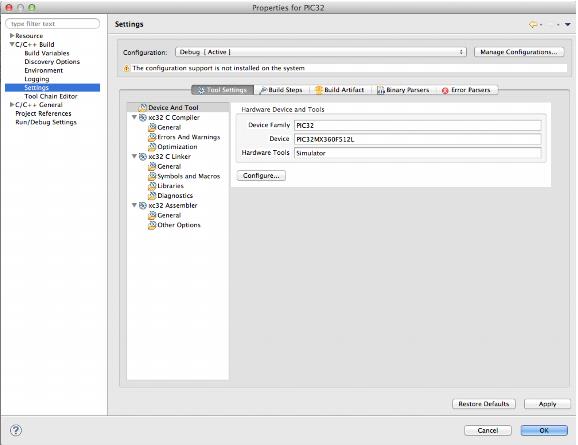 Properties for PIC32
type filter text
Settings
Resource
C/C++ Build
Build Variables
Discovery Options
Environment
Logging
Settings
Tool Chain Editor
C/C++ General
Project References
Run/Debug Settings
Configuration:
Debug [ Active ]
Manage Configurations...
The configuration support is not installed on the system
Tool Settings
Build Steps
Build Artifact
Binary Parsers
Error Parsers
Device And Tool
xc32 C Compiler
General
Errors And Warnings
Optimization
xc32 C Linker
General
Symbols and Macros
Libraries
Diagnostics
xc32 Assembler
General
Other Options
Hardware Device and Tools
Device Family
PIC32
Device
PIC32MX360F512L
Hardware Tools
Simulator
Configure...
Restore Defaults
Apply
?
Cancel
OK